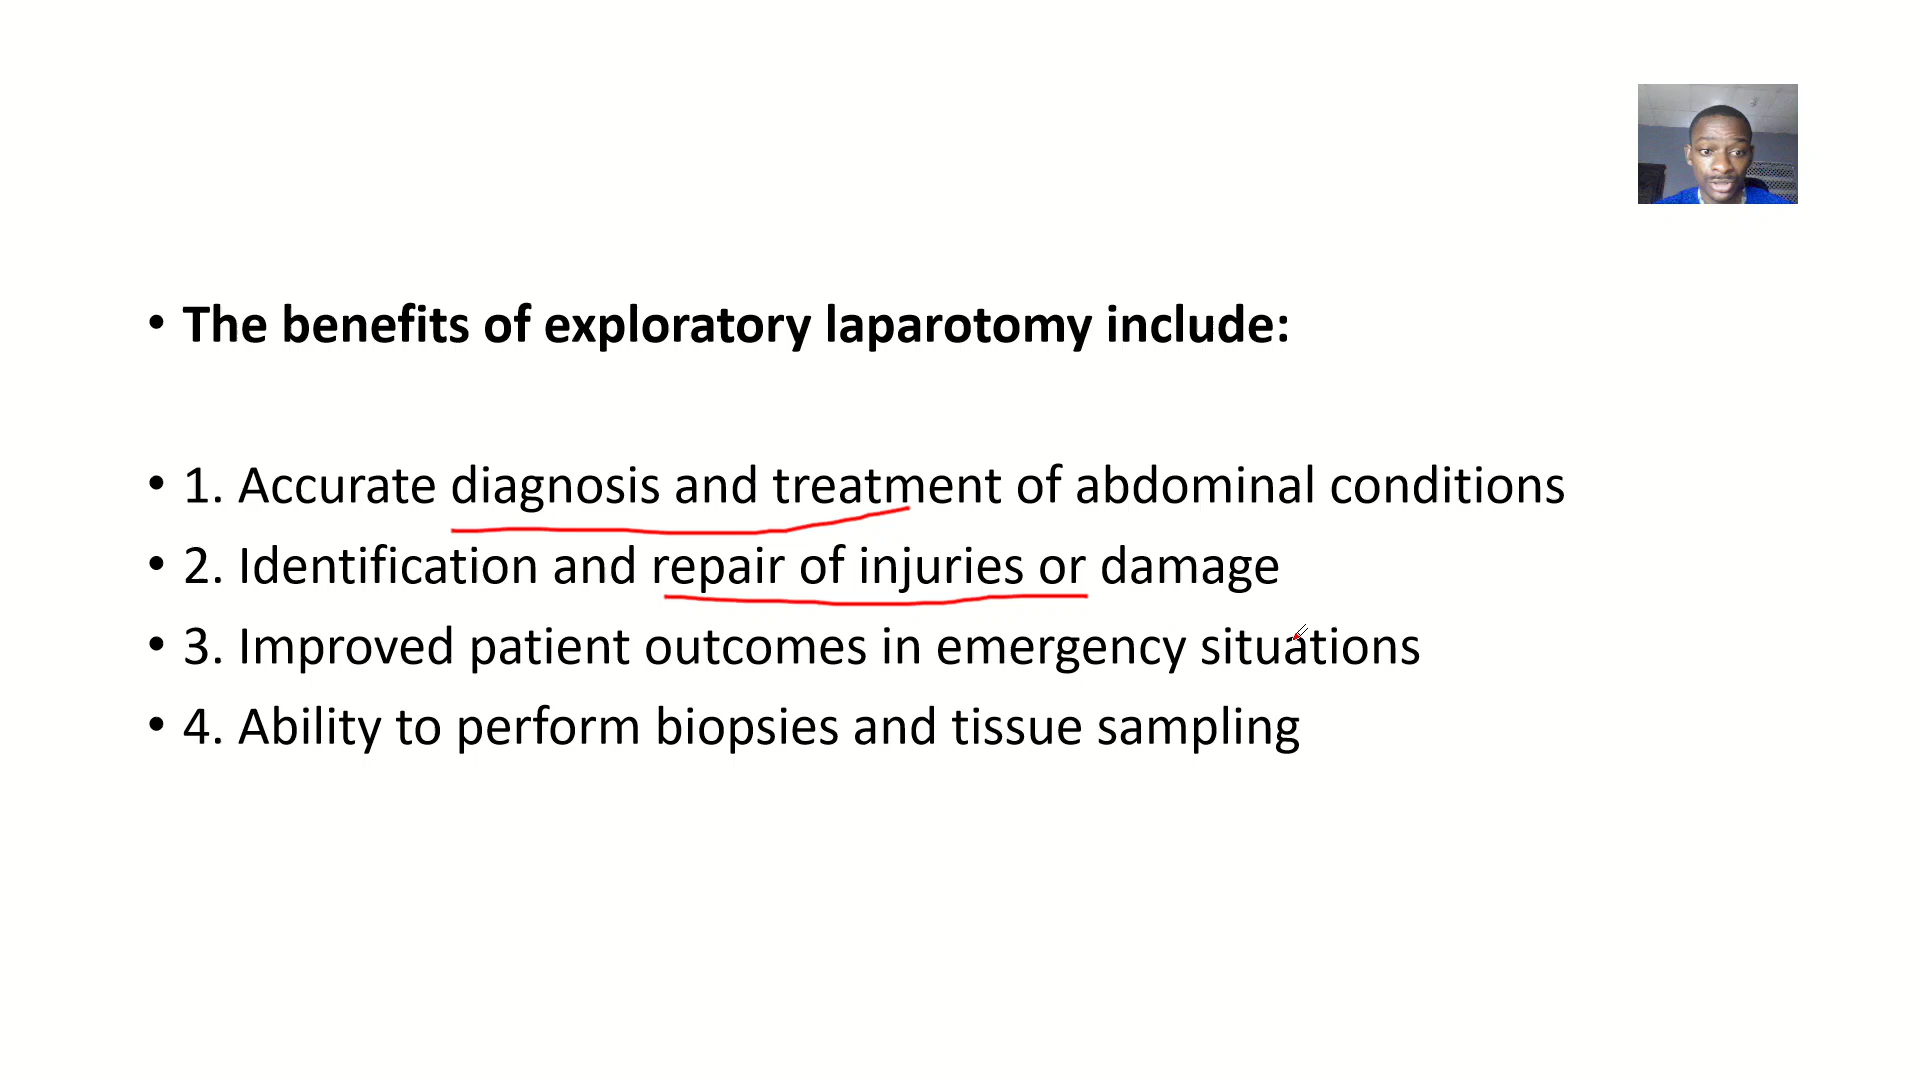 • The benefits of exploratory laparotomy include:
• 1. Accurate diagnosis and treatment of abdominal conditions
• 2. Identification and repair of injuries or damage
• 3. Improved patient outcomes in emergency situations
• 4. Ability to perform biopsies and tissue sampling